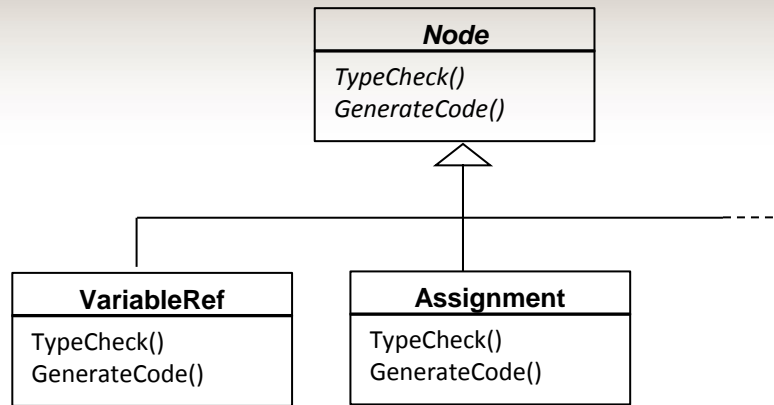 Node
TypeCheck()
GenerateCode()
VariableRef
TypeCheck()
GenerateCode()
Assignment
TypeCheck()
GenerateCode()